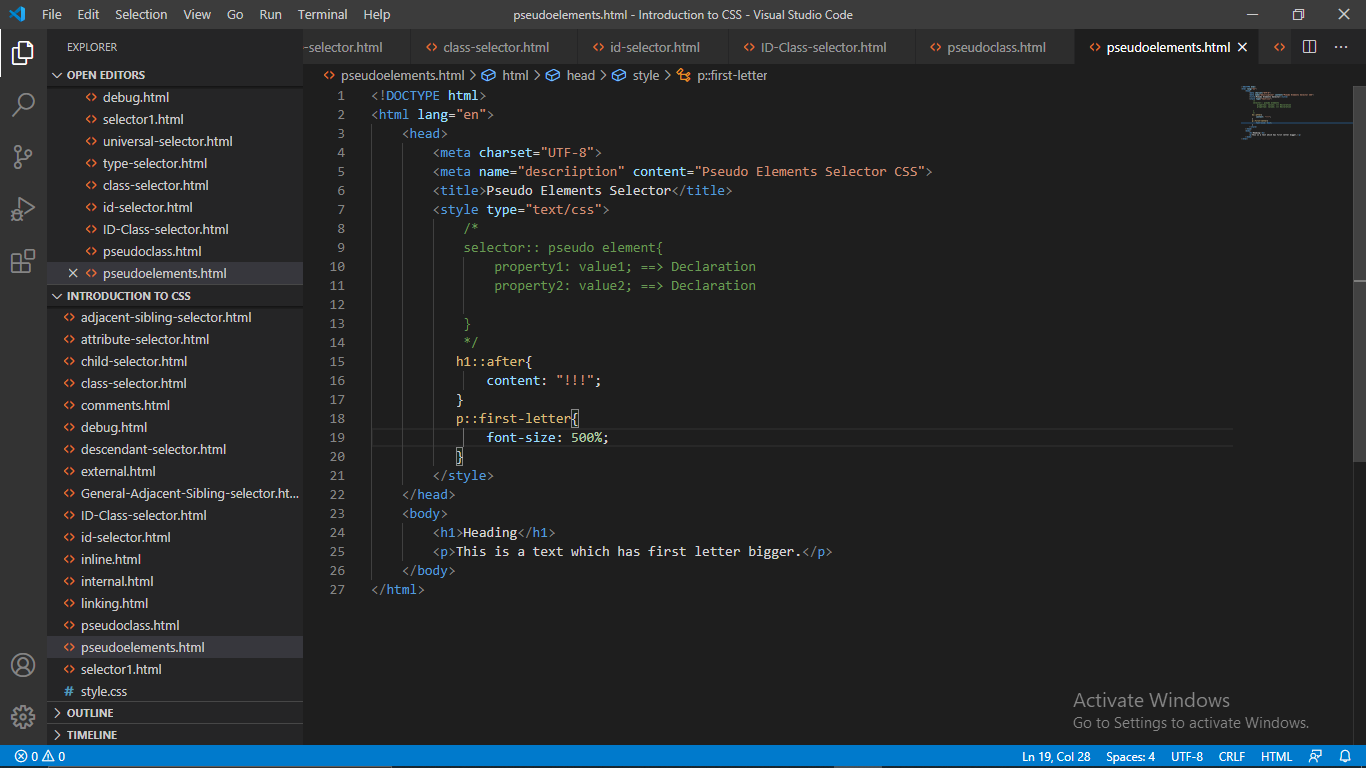 File Edit Selection View Go Run Terminal Help
pseudoelements.html - Introduction to CSS - Visual Studio Code
EXPLORER
-selector.html class-selector.html id-selector.html ID-Class-selector.html pseudoclass.html pseudoelements.html
OPEN EDITORS
debug.html
selector1.html
universal-selector.html
type-selector.html
class-selector.html
id-selector.html
ID-Class-selector.html
pseudoclass.html
pseudoelements.html
INTRODUCTION TO CSS
adjacent-sibling-selector.html
attribute-selector.html
child-selector.html
class-selector.html
comments.html
debug.html
descendant-selector.html
external.html
General-Adjacent-Sibling-selector.ht...
ID-Class-selector.html
id-selector.html
inline.html
internal.html
linking.html
pseudoclass.html
pseudoelements.html
selector1.html
# style.css
OUTLINE
TIMELINE
pseudoelements.html > html > head > style > p::first-letter
1 <!DOCTYPE html>
2 <html lang="en">
3 <head>
4 <meta charset="UTF-8">
5 <meta name="descriiption" content="Pseudo Elements Selector CSS">
6 <title>Pseudo Elements Selector</title>
7 <style type="text/css">
8 /*
9 selector:: pseudo element{
10 property1: value1; ==> Declaration
11 property2: value2; ==> Declaration
12
13 }
14 */
15 h1::after{
16 content: "!!!";
17 }
18 p::first-letter{
19 font-size: 500%;
20 }
21 </style>
22 </head>
23 <body>
24 <h1>Heading</h1>
25 <p>This is a text which has first letter bigger.</p>
26 </body>
27 </html>
Activate Windows
Go to Settings to activate Windows.
0 0
Ln 19, Col 28 Spaces: 4 UTF-8 CRLF HTML